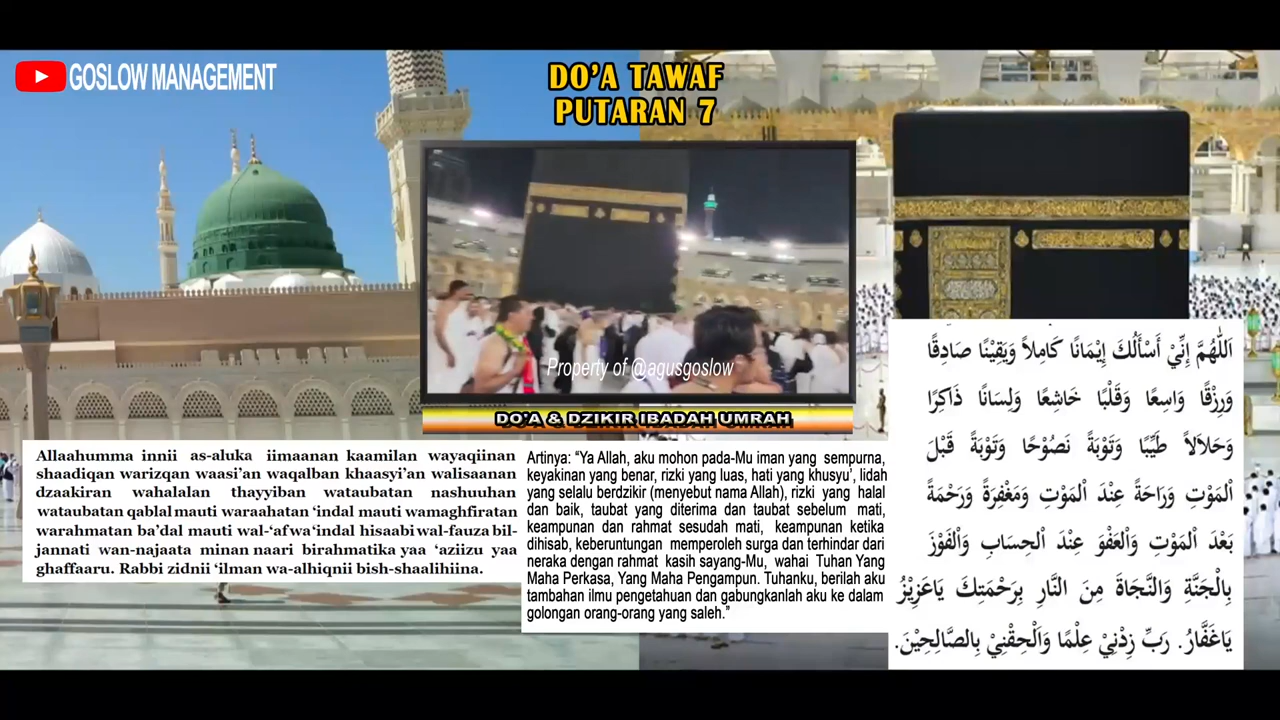 GOSLOW MANAGEMENT
DO'A TAWAF
PUTARAN 7
Property of @agusgoslow
DO'A & DZIKIR IBADAH UMRAH
Allaahumma innii as-aluka iimaanan kaamilan wayaqiinan
shaadiqan warizqan waasi'an waqalban khaasyi'an walisaanan
dzaakiran wahalalan thayyiban wataubatan nashuuhan
wataubatan qablal mauti waraahatan 'indal nauti wamaghfiratan
warahmatan ba'dal mauti wal-'afwa 'indal hisaabi wal-fauza bil-
jannati wan-najaata minan naari birahmatika yaa 'aziizu yaa
ghaffaaru. Rabbi zidnii 'ilman wa-alhiqnii bish-shaalihiina.
Artinya: “Ya Allah, aku mohon pada-Mu iman yang sempurna,
keyakinan yang benar, rizki yang luas, hati yang khusyu', lidah
yang selalu berdzikir (menyebut nama Allah), rizki yang halal
dan baik, taubat yang diterima dan taubat sebelum mati,
keampunan dan rahmat sesudah mati, keampunan ketika
dihisab, keberuntungan memperoleh surga dan terhindar dari
neraka dengan rahmat kasih sayang-Mu, wahai Tuhan Yang
Maha Perkasa, Yang Maha Pengampun. Tuhanku, berilah aku
tambahan ilmu pengetahuan dan gabungkanlah aku ke dalam
golongan orang-orang yang saleh.”
اَللّٰهُمَّ إِنِّيْ أَسْأَلُكَ إِيْمَانًا كَامِلاً وَيَقِيْنًا صَادِقًا
وَرِزْقًا وَاسِعًا وَقَلْبًا خَاشِعًا وَلِسَانًا ذَاكِرًا
وَحَلاَلاً طَيِّبًا وَتَوْبَةً نَصُوْحًا وَتَوْبَةً قَبْلَ
الْمَوْتِ وَرَاحَةً عِنْدَ الْمَوْتِ وَمَغْفِرَةً وَرَحْمَةً
بَعْدَ الْمَوْتِ وَالْعَفْوَ عِنْدَ الْحِسَابِ وَالْفَوْزَ
بِالْجَنَّةِ وَالنَّجَاةَ مِنَ النَّارِ بِرَحْمَتِكَ يَاعَزِيْزُ
يَاغَفَّارُ. رَبِّ زِدْنِيْ عِلْمًا وَاَلْحِقْنِيْ بِالصَّالِحِيْنَ.